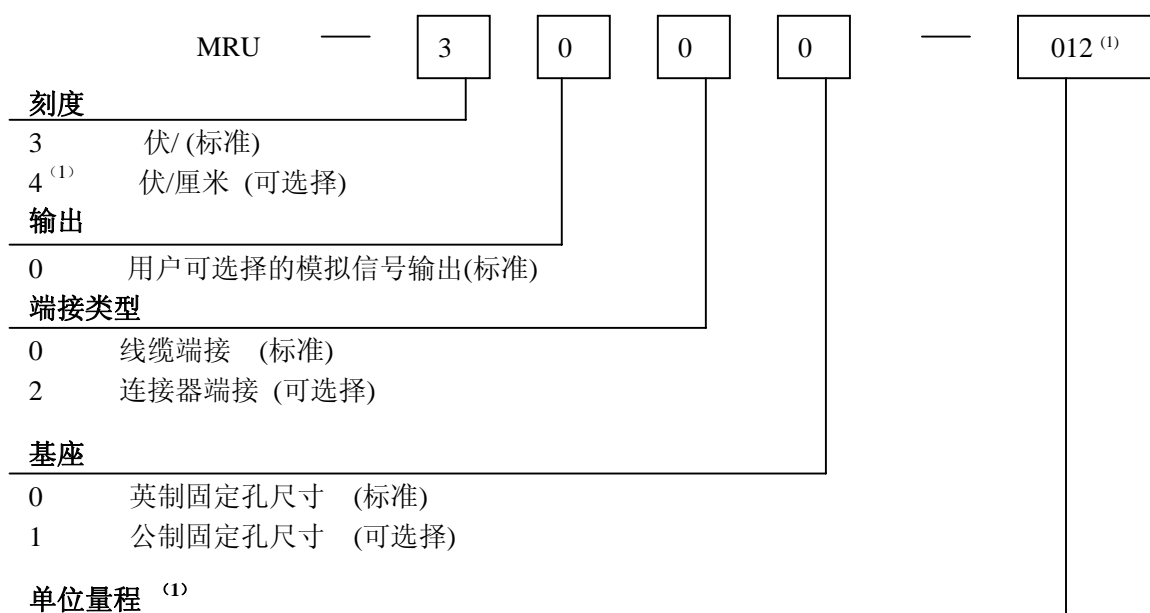 MRU — 3 0 0 0 — 012 (1)
刻度
3 伏/ (标准)
4 (1) 伏/厘米 (可选择)
输出
0 用户可选择的模拟信号输出(标准)
端接类型
0 线缆端接 (标准)
2 连接器端接 (可选择)
基座
0 英制固定孔尺寸 (标准)
1 公制固定孔尺寸 (可选择)
单位量程 (1)